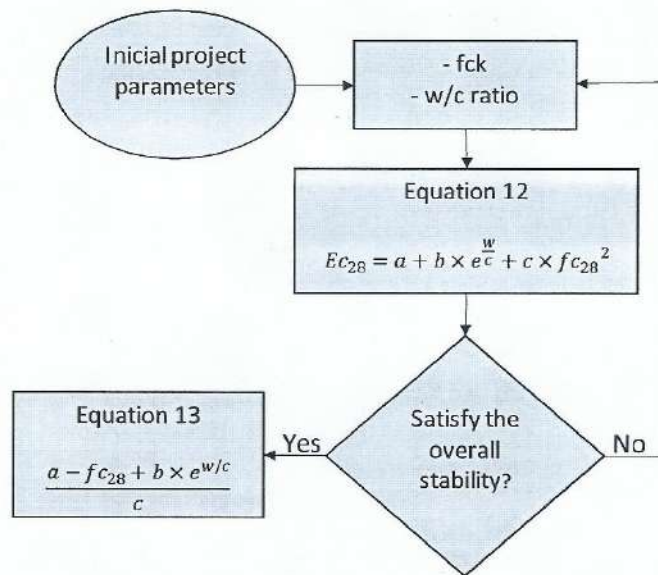 Inicial project
parameters
- fck
- w/c ratio
Equation 12
Ec₂₈ = a + b × e^(w/c) + c × fc₂₈²
Satisfy the
overall
stability?
Yes
No
Equation 13
(a − fc₂₈ + b × e^(w/c)) / c